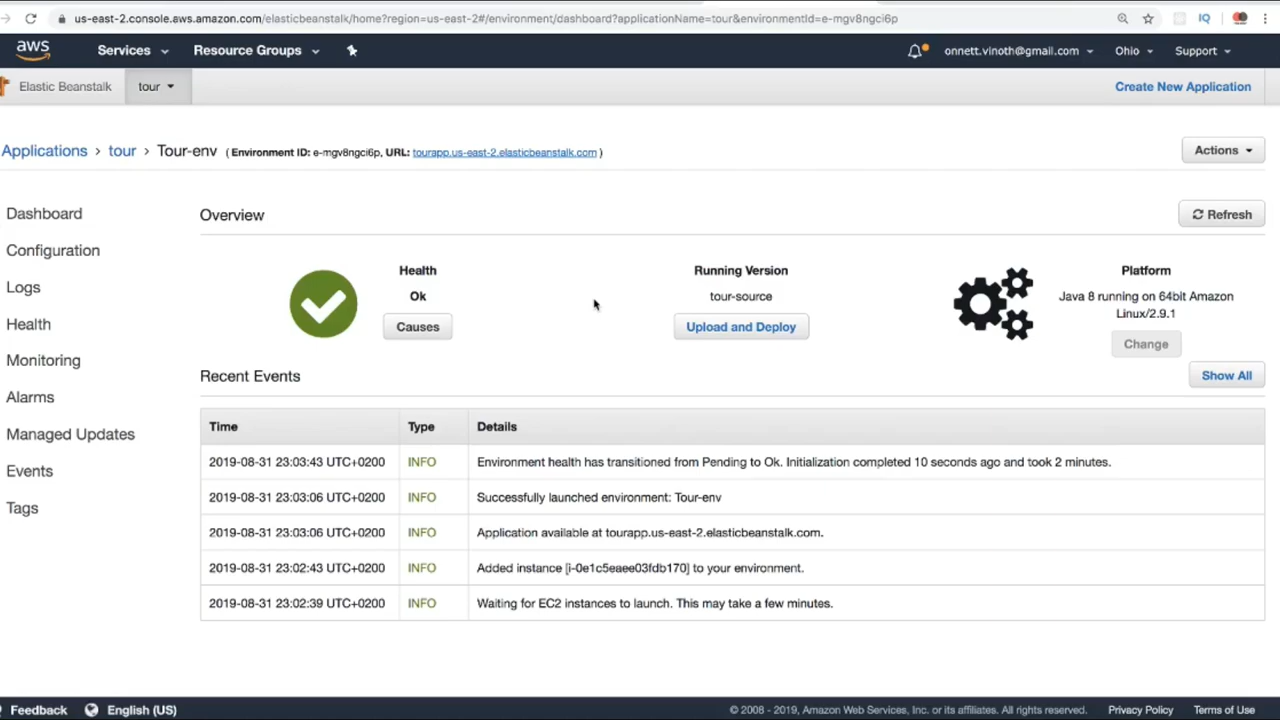 us-east-2.console.aws.amazon.com/elasticbeanstalk/home?region=us-east-2#/environment/dashboard?applicationName=tour&environmentId=e-mgv8ngci6p
IQ
aws Services Resource Groups onnett.vinoth@gmail.com Ohio Support
Elastic Beanstalk tour Create New Application
Applications > tour > Tour-env ( Environment ID: e-mgv8ngci6p, URL: tourapp.us-east-2.elasticbeanstalk.com )
Actions
Dashboard
Configuration
Logs
Health
Monitoring
Alarms
Managed Updates
Events
Tags
Overview
Refresh
Health
Ok
Causes
Running Version
tour-source
Upload and Deploy
Platform
Java 8 running on 64bit Amazon
Linux/2.9.1
Change
Recent Events
Show All
Time Type Details
2019-08-31 23:03:43 UTC+0200 INFO Environment health has transitioned from Pending to Ok. Initialization completed 10 seconds ago and took 2 minutes.
2019-08-31 23:03:06 UTC+0200 INFO Successfully launched environment: Tour-env
2019-08-31 23:03:06 UTC+0200 INFO Application available at tourapp.us-east-2.elasticbeanstalk.com.
2019-08-31 23:02:43 UTC+0200 INFO Added instance [i-0e1c5eaee03fdb170] to your environment.
2019-08-31 23:02:39 UTC+0200 INFO Waiting for EC2 instances to launch. This may take a few minutes.
Feedback English (US) © 2008 - 2019, Amazon Web Services, Inc. or its affiliates. All rights reserved. Privacy Policy Terms of Use